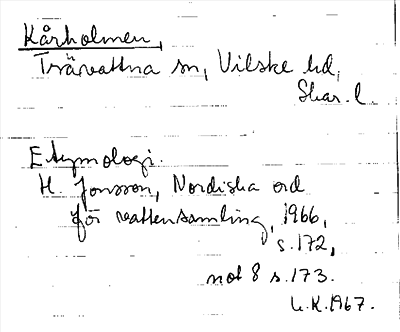 Kårholmen,
Trävattna sn, Vilske hd,
Skar. l.
Etymologi.
H. Jonsson, Nordiska ord
för vattensamling, 1966,
s. 172,
not 8 s. 173.
U.K. 1967.